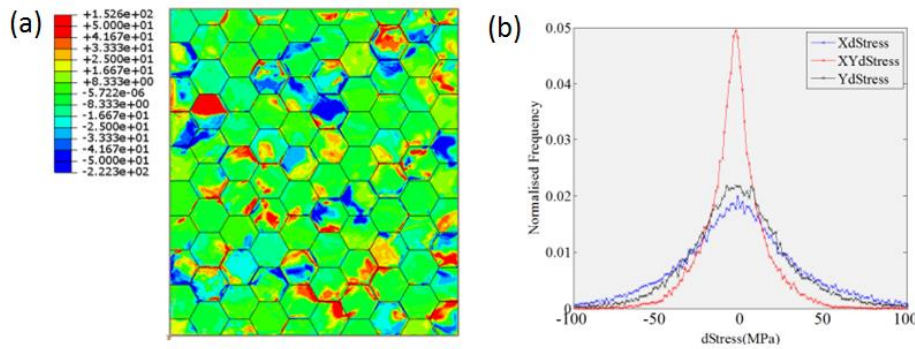 (a)
+1.526e+02
+5.000e+01
+4.167e+01
+3.333e+01
+2.500e+01
+1.667e+01
+8.333e+00
-5.722e-06
-8.333e+00
-1.667e+01
-2.500e+01
-3.333e+01
-4.167e+01
-5.000e+01
-2.223e+02
(b)
0.05
0.04
0.03
0.02
0.01
0
Normalised Frequency
XdStress
XYdStress
YdStress
-100
-50
0
50
100
dStress(MPa)